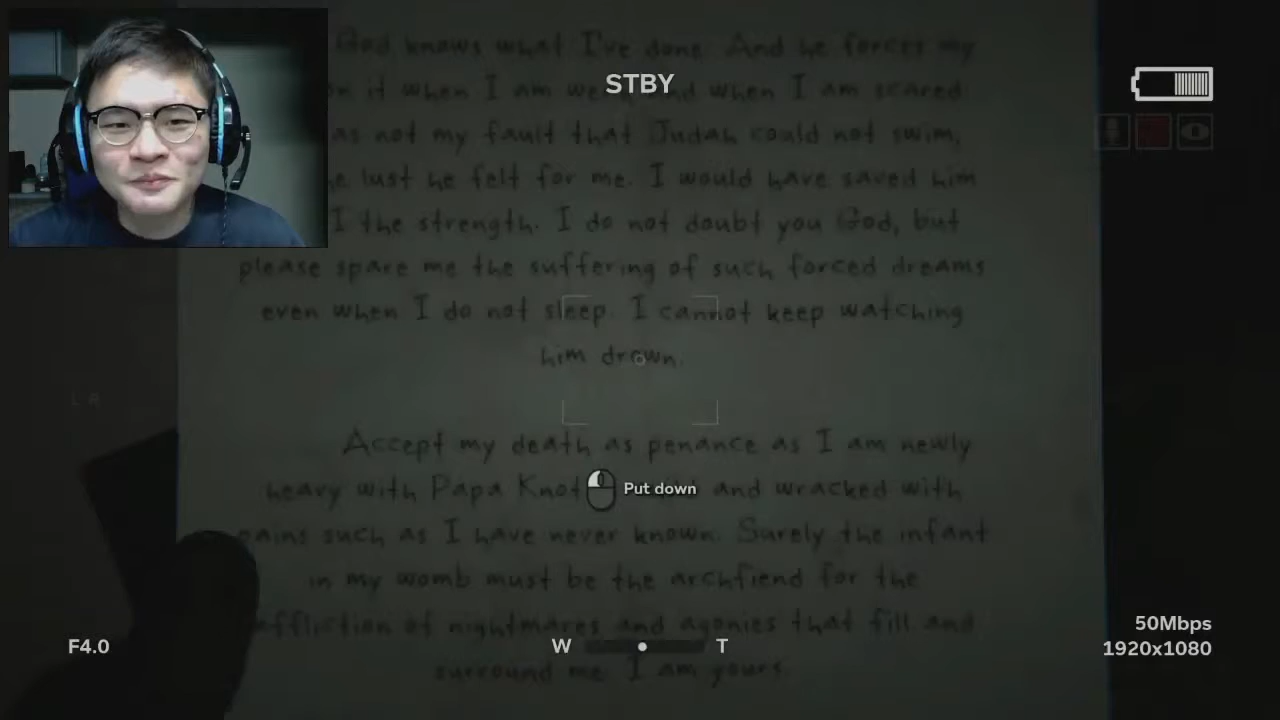 God knows what I've done. And he forces my
it when I am weak and when I am scared.
STBY
as not my fault that Judah could not swim,
lust he felt for me. I would have saved him
I the strength. I do not doubt you God, but
please spare me the suffering of such forced dreams
even when I do not sleep. I cannot keep watching
him drown.
Accept my death as penance as I am newly
heavy with Papa Knoth and wracked with
Put down
pains such as I have never known. Surely the infant
in my womb must be the archfiend for the
affliction of nightmares and agonies that fill and
surround me. I am yours.
F4.0
W T
50Mbps
1920x1080